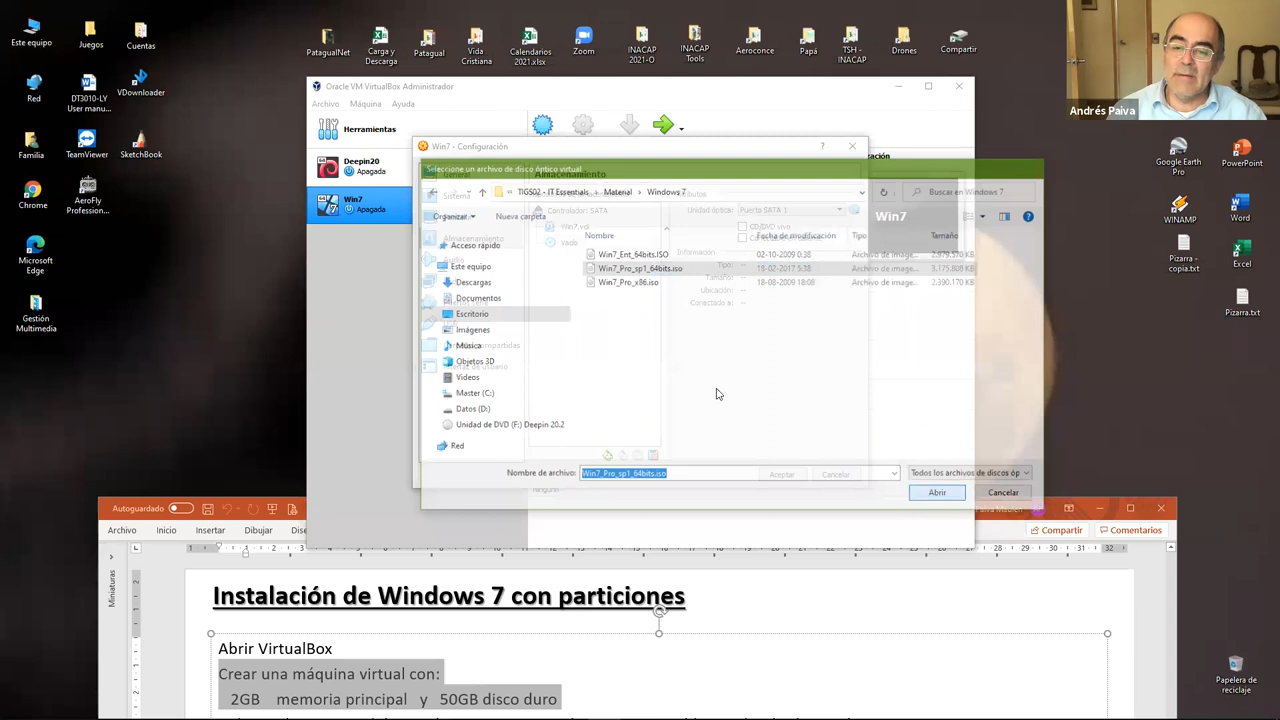 Este equipo
Juegos
Cuentas
PatagualNet
Carga y
Descarga
Patagual
Vida
Cristiana
Calendarios
2021.xlsx
Zoom
INACAP
2021-O
INACAP
Tools
Aeroconce
Papá
TSH -
INACAP
Drones
Compartir
Andrés Paiva
Red
DT3010-LY
User manu...
VDownloader
Familia
TeamViewer
SketchBook
Chrome
AeroFly
Profession...
Microsoft
Edge
Gestión
Multimedia
Google Earth
Pro
PowerPoint
WINAMP
Word
Pizarra -
copia.txt
Excel
Pizarra.txt
Papelera de
reciclaje
Oracle VM VirtualBox Administrador
Archivo Máquina Ayuda
Herramientas
Deepin20
Apagada
Win7
Apagada
Win7 - Configuración
Seleccione un archivo de disco óptico virtual
General
Almacenamiento
TIGS02 - IT Essentials > Material > Windows 7
Buscar en Windows 7
Sistema
Organizar Nueva carpeta
Controlador: SATA
Unidad óptica: Puerto SATA 1
Win7
Win7.vdi
CD/DVD vivo
Almacenamiento
Vacío
Nombre Fecha de modificación Tipo Tamaño
Acceso rápido
Información
Win7_Ent_64bits.ISO 02-10-2009 0:38 Archivo de image... 2.979.570 KB
Este equipo
Tipo: --
Win7_Pro_sp1_64bits.iso 19-02-2017 5:38 Archivo de image... 3.175.808 KB
Descargas
Tamaño: --
Win7_Pro_x86.iso 18-08-2009 18:08 Archivo de image... 2.390.170 KB
Ubicación: --
Documentos
Conectado a: --
Escritorio
Imágenes
Música
Objetos 3D
Videos
Master (C:)
Datos (D:)
Unidad de DVD (F:) Deepin 20.2
Red
Nombre de archivo: Win7_Pro_sp1_64bits.iso
Todos los archivos de discos óp
Aceptar Cancelar
Abrir Cancelar
Autoguardado
Archivo Inicio Insertar Dibujar
Compartir Comentarios
Miniaturas
Instalación de Windows 7 con particiones
Abrir VirtualBox
Crear una máquina virtual con:
2GB memoria principal y 50GB disco duro